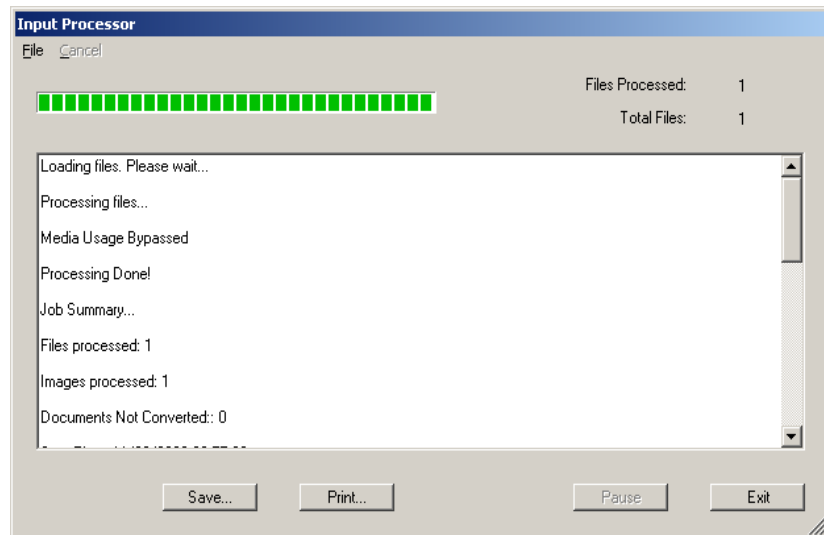 Input Processor
File Cancel
Files Processed: 1
Total Files: 1
Loading files. Please wait...
Processing files...
Media Usage Bypassed
Processing Done!
Job Summary...
Files processed: 1
Images processed: 1
Documents Not Converted:: 0
Save... Print... Pause Exit